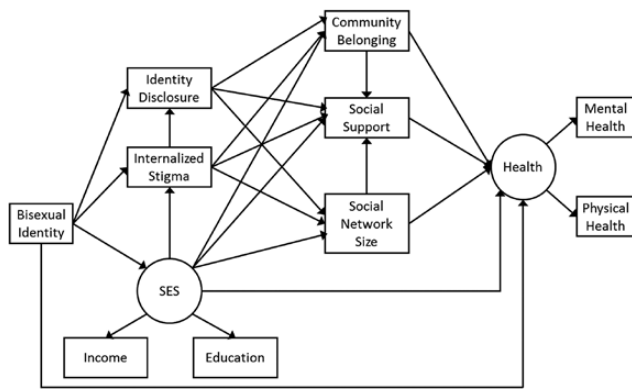 Community
Belonging
Identity
Disclosure
Social
Support
Mental
Health
Internalized
Stigma
Health
Bisexual
Identity
Social
Network
Size
Physical
Health
SES
Income
Education